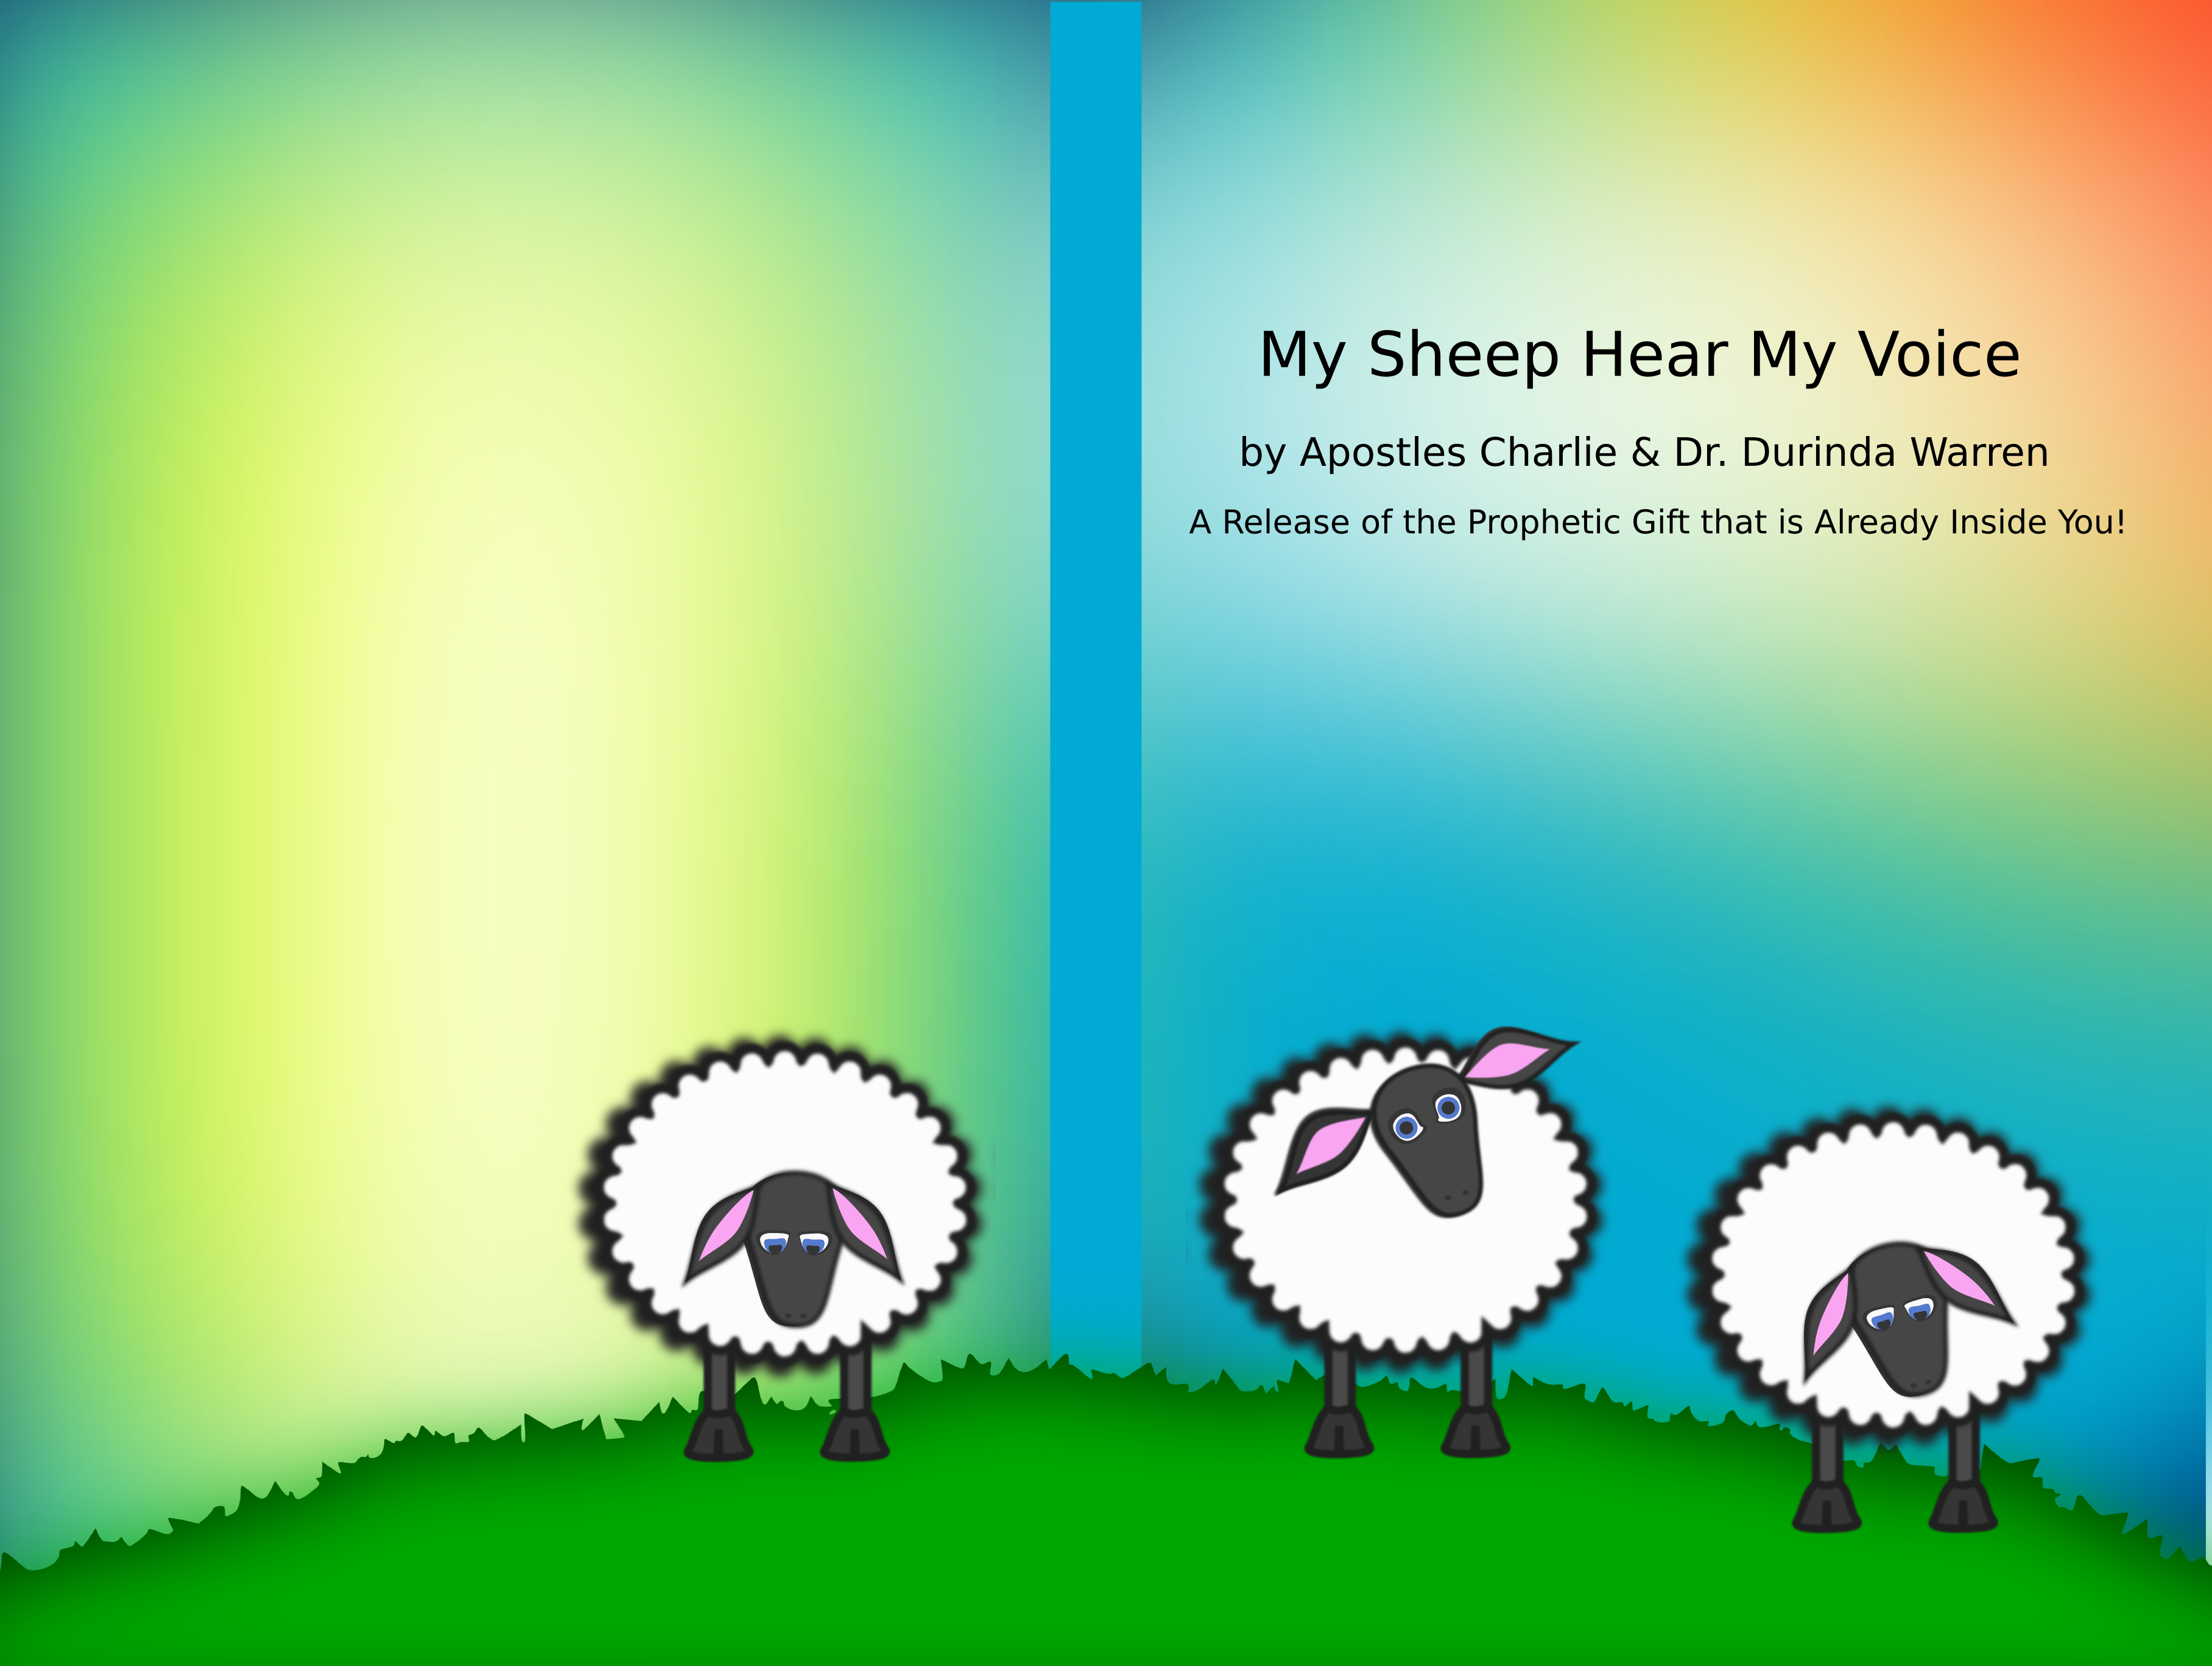 My Sheep Hear My Voice
by Apostles Charlie & Dr. Durinda Warren
A Release of the Prophetic Gift that is Already Inside You!